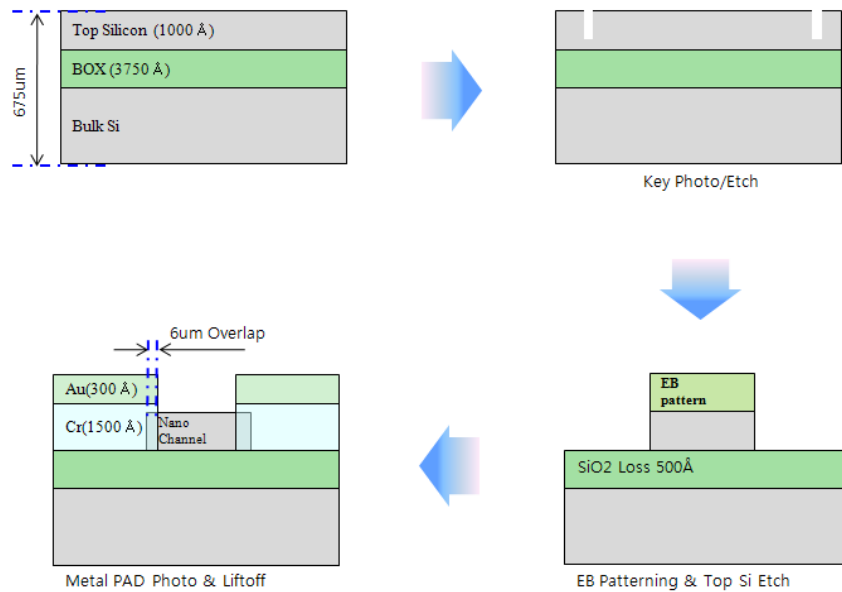 Top Silicon (1000 Å)
BOX (3750 Å)
675um
Bulk Si
Key Photo/Etch
6um Overlap
Au(300 Å)
Cr(1500 Å)
Nano
Channel
Metal PAD Photo & Liftoff
EB
pattern
SiO2 Loss 500Å
EB Patterning & Top Si Etch